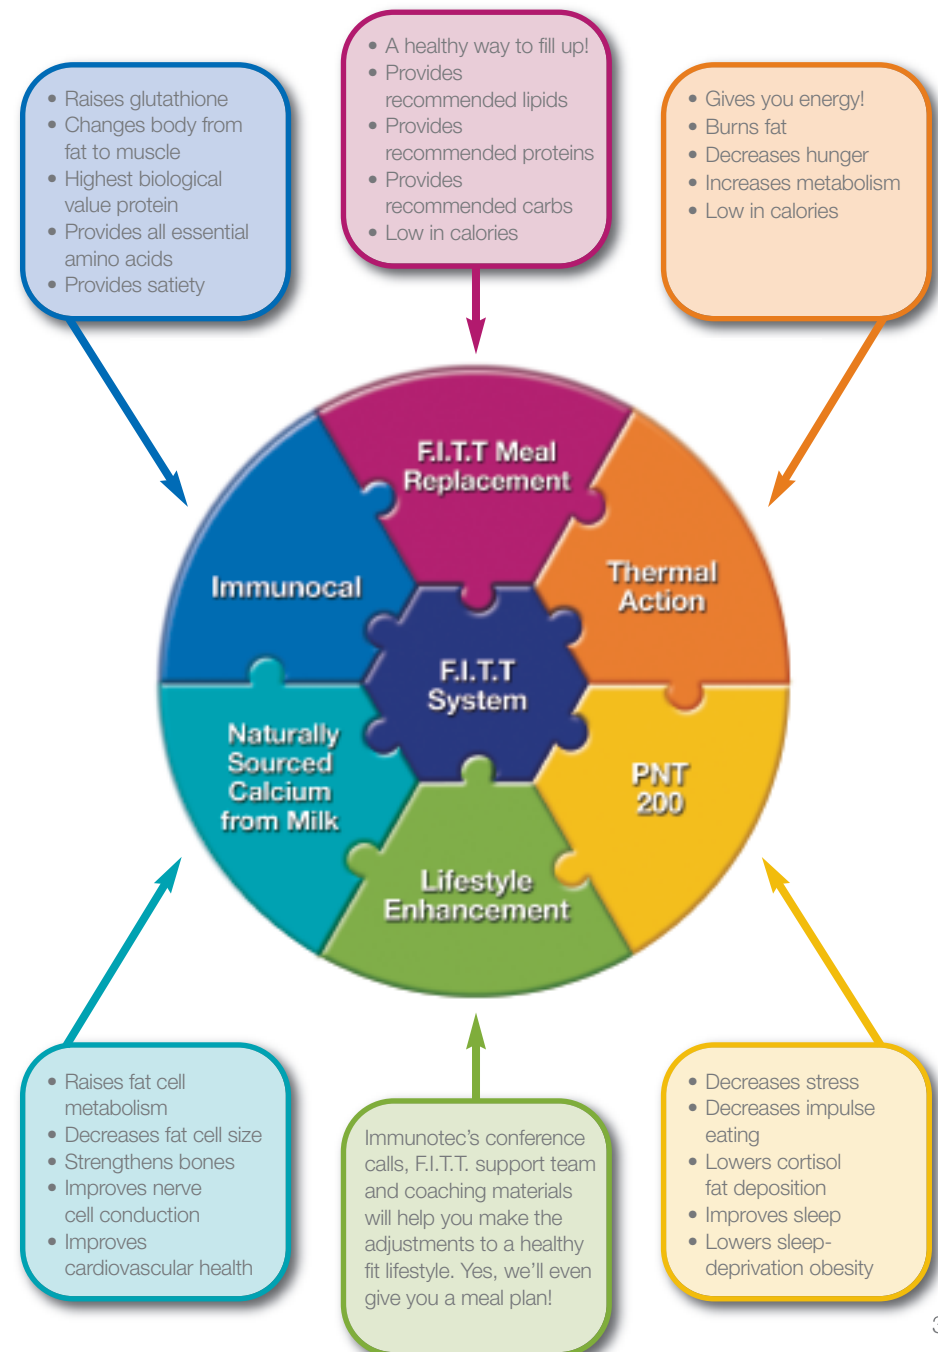 • Raises glutathione
• Changes body from
fat to muscle
• Highest biological
value protein
• Provides all essential
amino acids
• Provides satiety
• A healthy way to fill up!
• Provides
recommended lipids
• Provides
recommended proteins
• Provides
recommended carbs
• Low in calories
• Gives you energy!
• Burns fat
• Decreases hunger
• Increases metabolism
• Low in calories
F.I.T.T Meal
Replacement
Immunocal
Thermal
Action
F.I.T.T
System
Naturally
Sourced
Calcium
from Milk
PNT
200
Lifestyle
Enhancement
• Raises fat cell
metabolism
• Decreases fat cell size
• Strengthens bones
• Improves nerve
cell conduction
• Improves
cardiovascular health
Immunotec’s conference
calls, F.I.T.T. support team
and coaching materials
will help you make the
adjustments to a healthy
fit lifestyle. Yes, we’ll even
give you a meal plan!
• Decreases stress
• Decreases impulse
eating
• Lowers cortisol
fat deposition
• Improves sleep
• Lowers sleep-
deprivation obesity
3